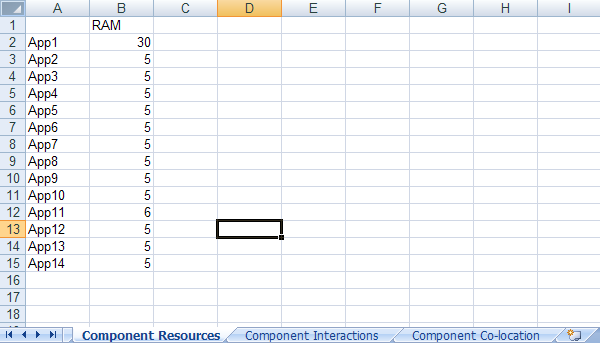 A B C D E F G H I
1 RAM
2 App1 30
3 App2 5
4 App3 5
5 App4 5
6 App5 5
7 App6 5
8 App7 5
9 App8 5
10 App9 5
11 App10 5
12 App11 6
13 App12 5
14 App13 5
15 App14 5
16
17
18
Component Resources Component Interactions Component Co-location